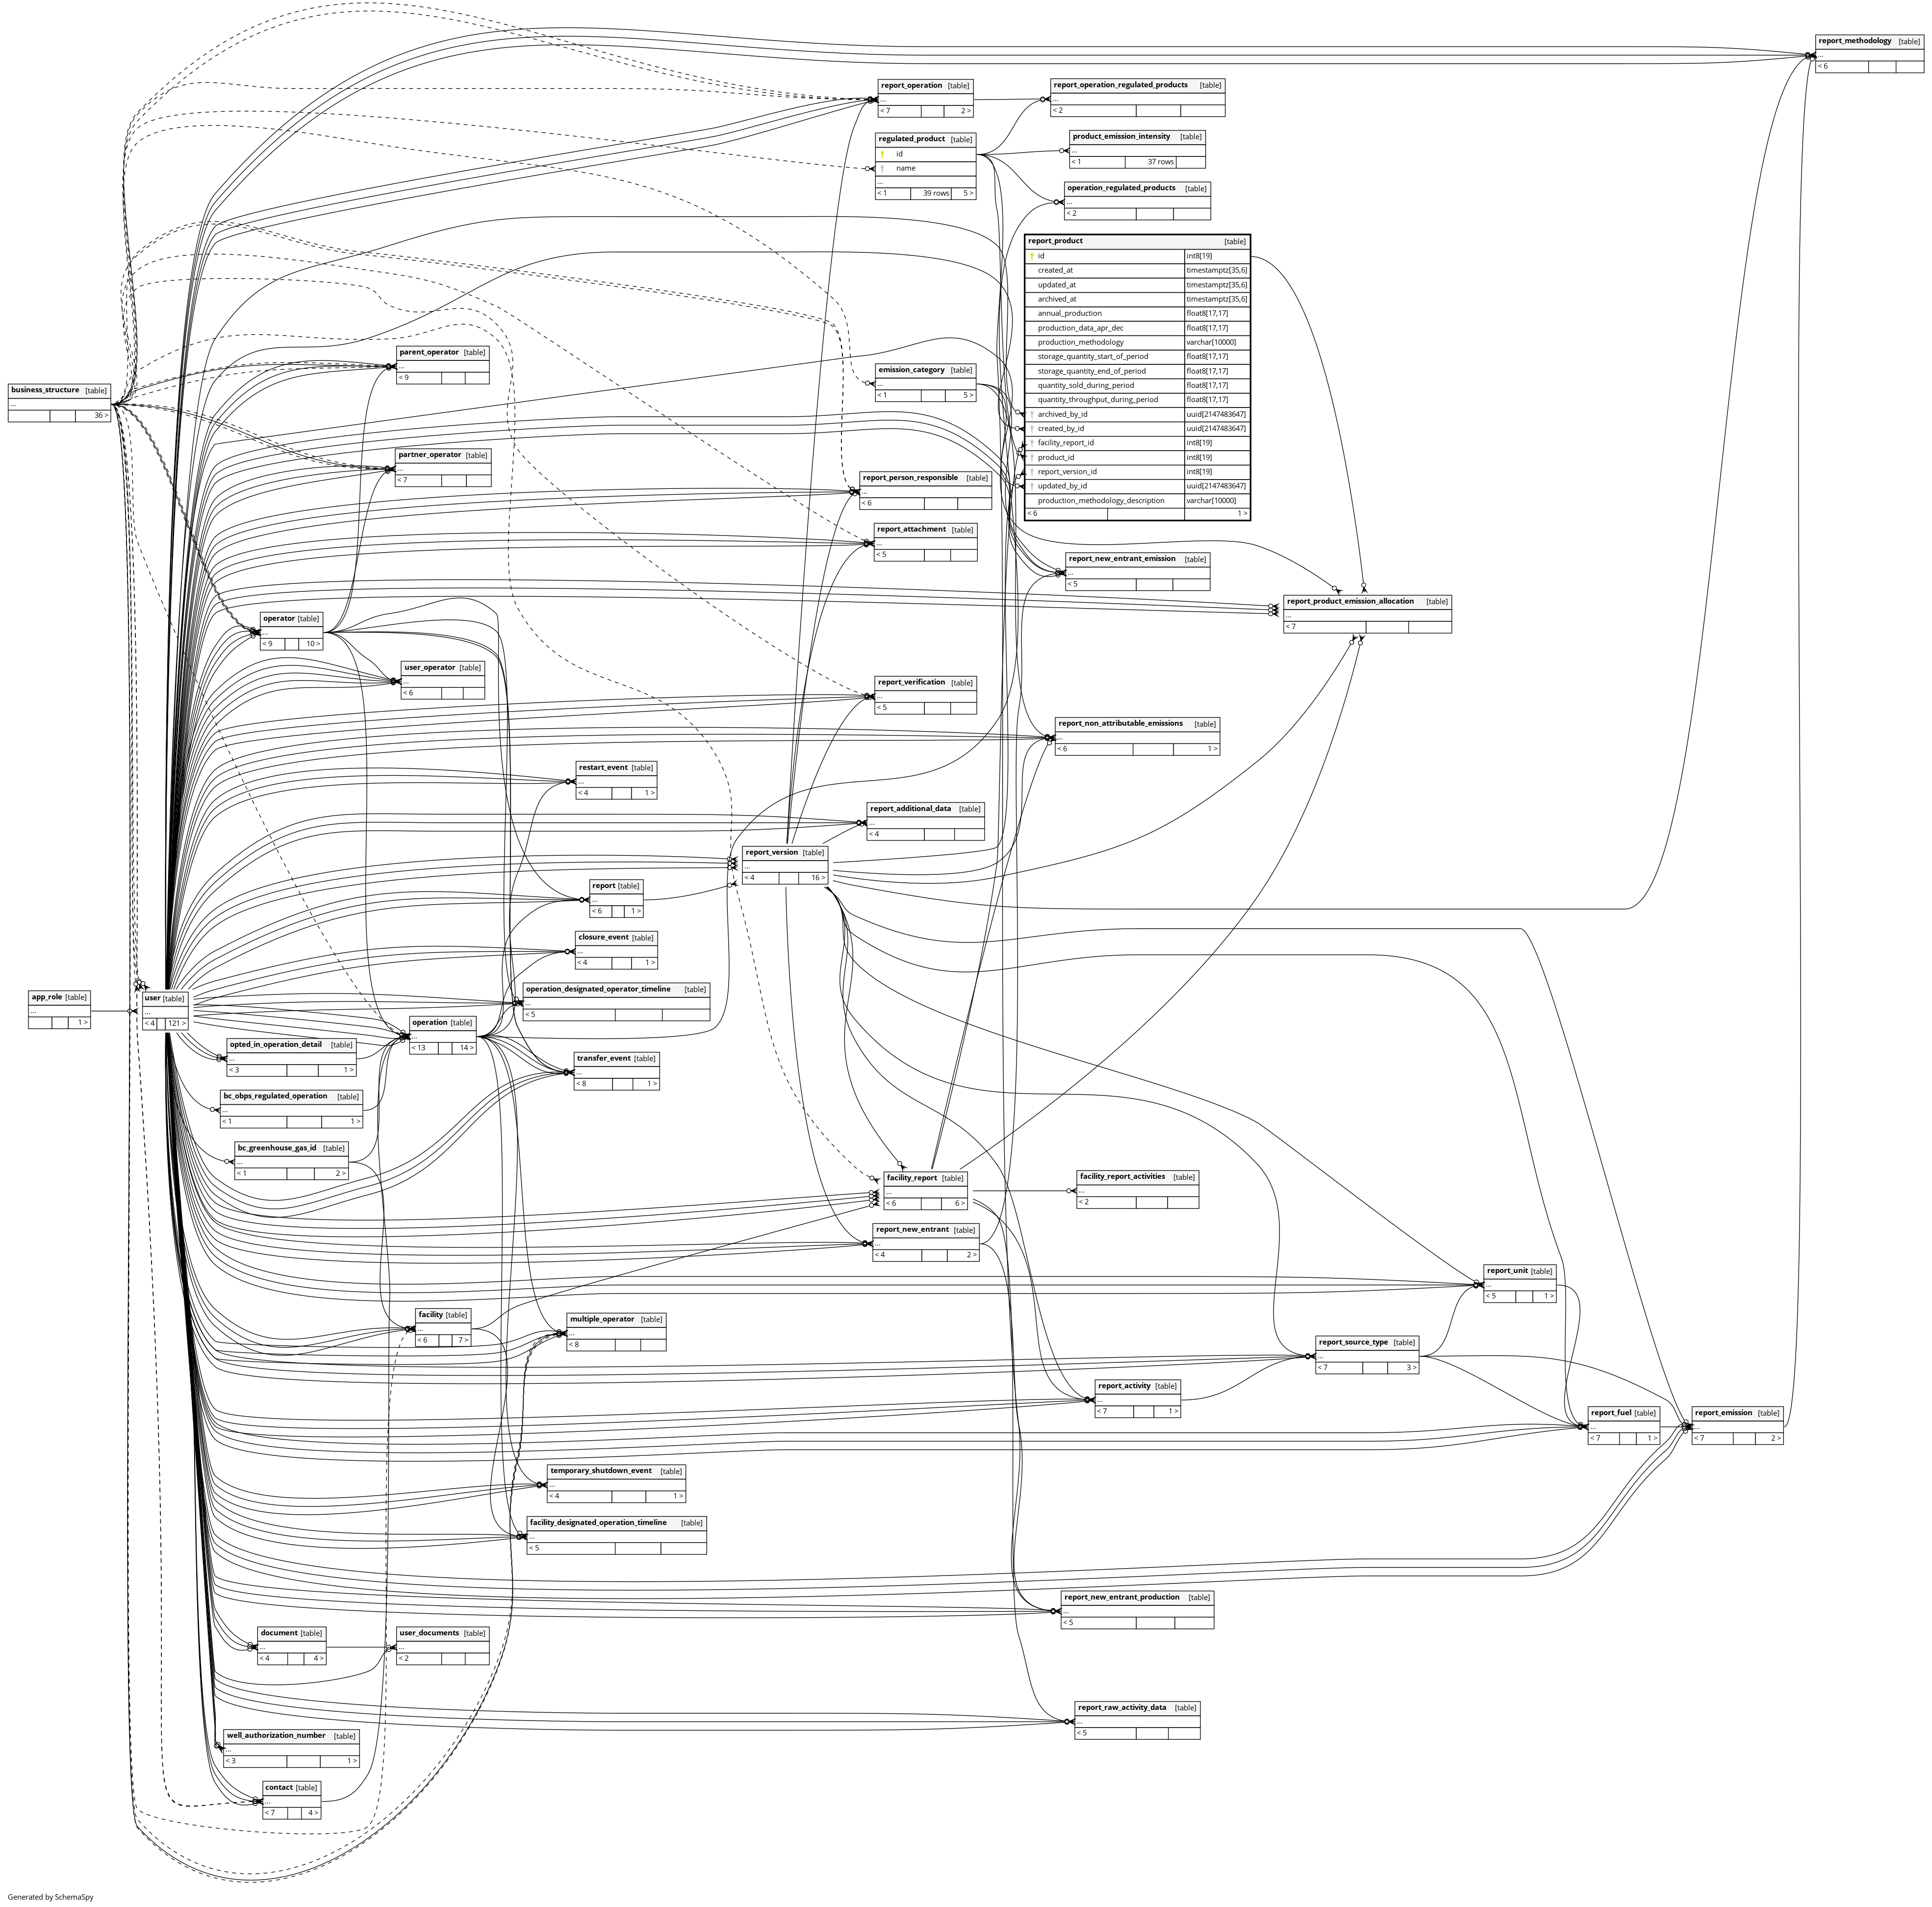 report_methodology [table]
...
< 6
report_operation [table]
...
< 7 2 >
report_operation_regulated_products [table]
...
< 2
regulated_product [table]
id
name
...
< 1 39 rows 5 >
product_emission_intensity [table]
...
< 1 37 rows
operation_regulated_products [table]
...
< 2
report_product [table]
id int8[19]
created_at timestamptz[35,6]
updated_at timestamptz[35,6]
archived_at timestamptz[35,6]
annual_production float8[17,17]
production_data_apr_dec float8[17,17]
production_methodology varchar[10000]
storage_quantity_start_of_period float8[17,17]
storage_quantity_end_of_period float8[17,17]
quantity_sold_during_period float8[17,17]
quantity_throughput_during_period float8[17,17]
archived_by_id uuid[2147483647]
created_by_id uuid[2147483647]
facility_report_id int8[19]
product_id int8[19]
report_version_id int8[19]
updated_by_id uuid[2147483647]
production_methodology_description varchar[10000]
< 6 1 >
parent_operator [table]
...
< 9
emission_category [table]
...
< 1 5 >
business_structure [table]
...
36 >
partner_operator [table]
...
< 7
report_person_responsible [table]
...
< 6
report_attachment [table]
...
< 5
report_new_entrant_emission [table]
...
< 5
report_product_emission_allocation [table]
...
< 7
operator [table]
...
< 9 10 >
user_operator [table]
...
< 6
report_verification [table]
...
< 5
report_non_attributable_emissions [table]
...
< 6 1 >
restart_event [table]
...
< 4 1 >
report_additional_data [table]
...
< 4
report_version [table]
...
< 4 16 >
report [table]
...
< 6 1 >
closure_event [table]
...
< 4 1 >
operation_designated_operator_timeline [table]
...
< 5
app_role [table]
...
1 >
user [table]
...
< 4 121 >
operation [table]
...
< 13 14 >
opted_in_operation_detail [table]
...
< 3 1 >
transfer_event [table]
...
< 8 1 >
bc_obps_regulated_operation [table]
...
< 1 1 >
bc_greenhouse_gas_id [table]
...
< 1 2 >
facility_report [table]
...
< 6 6 >
facility_report_activities [table]
...
< 2
report_new_entrant [table]
...
< 4 2 >
report_unit [table]
...
< 5 1 >
facility [table]
...
< 6 7 >
multiple_operator [table]
...
< 8
report_source_type [table]
...
< 7 3 >
report_activity [table]
...
< 7 1 >
report_fuel [table]
...
< 7 1 >
report_emission [table]
...
< 7 2 >
temporary_shutdown_event [table]
...
< 4 1 >
facility_designated_operation_timeline [table]
...
< 5
report_new_entrant_production [table]
...
< 5
document [table]
...
< 4 4 >
user_documents [table]
...
< 2
report_raw_activity_data [table]
...
< 5
well_authorization_number [table]
...
< 3 1 >
contact [table]
...
< 7 4 >
Generated by SchemaSpy